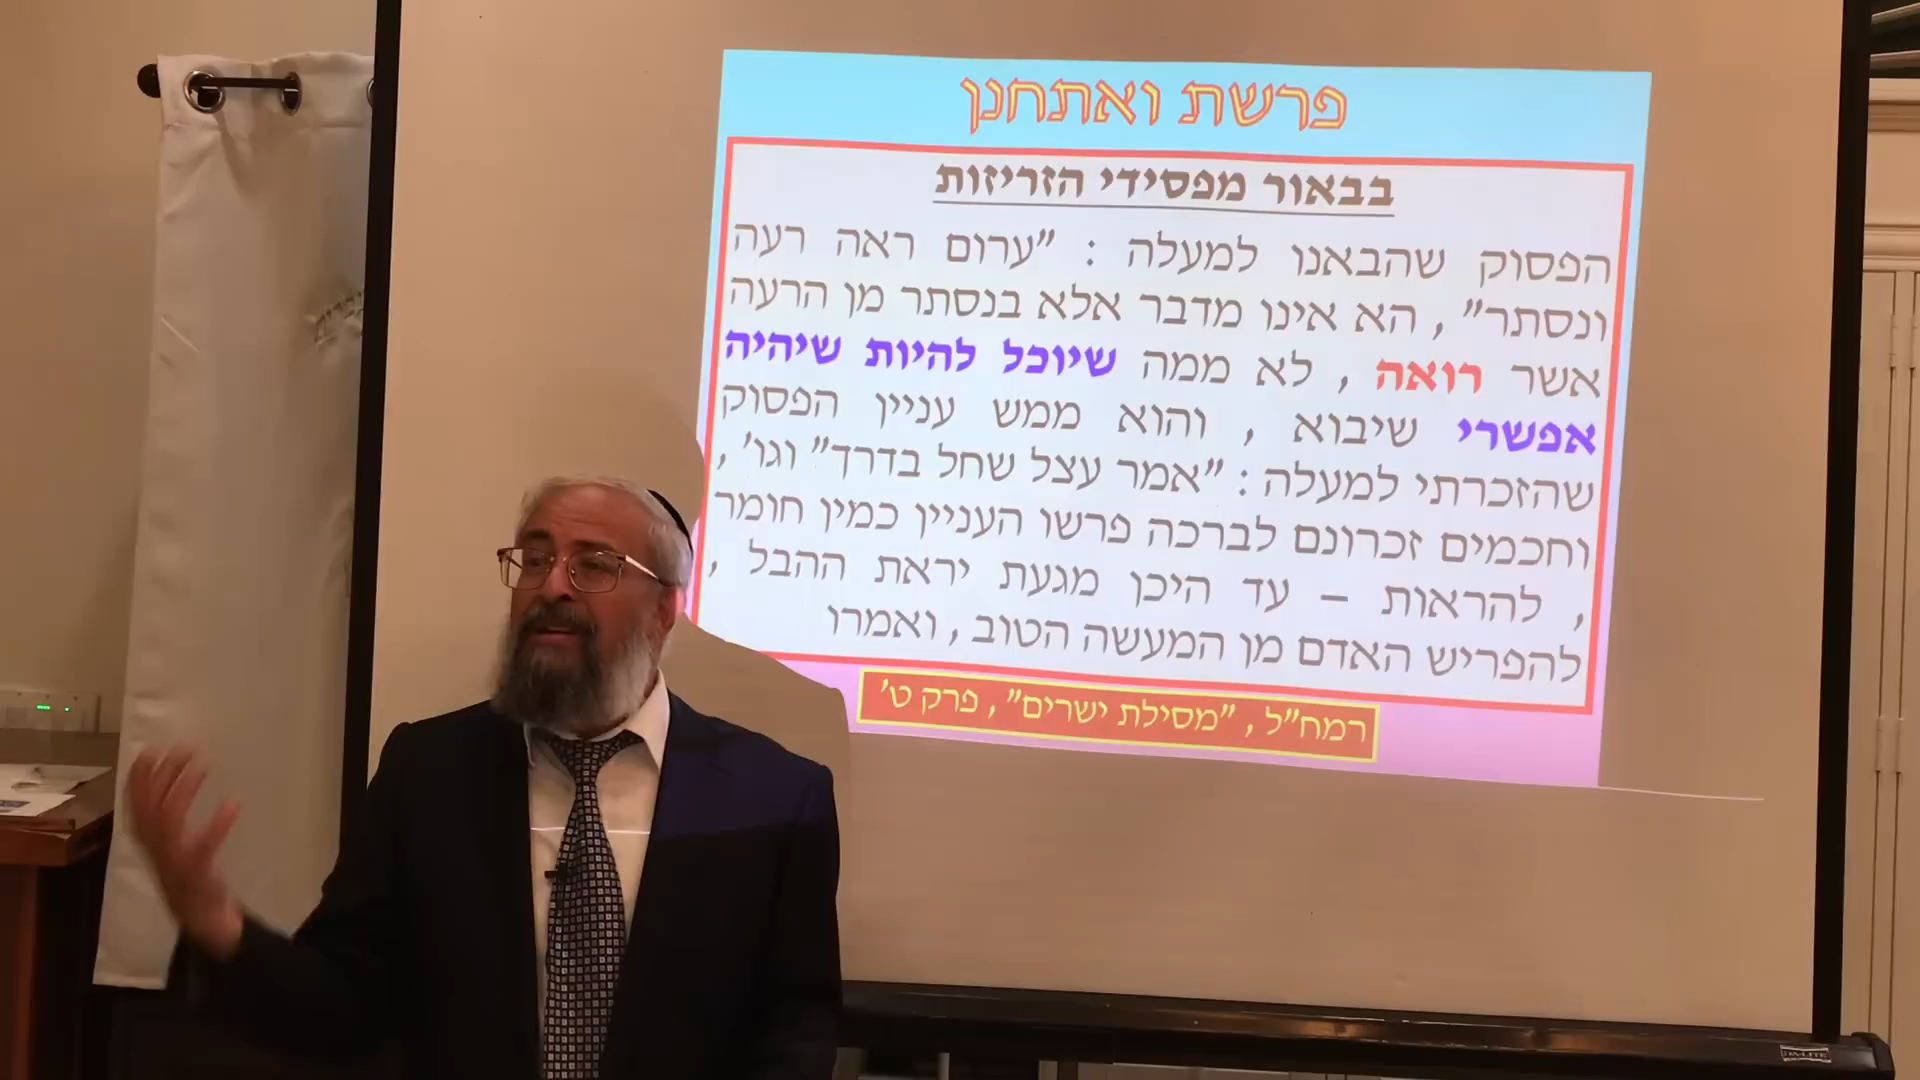 פרשת ואתחנן
בבאור מפסידי הזריזות
הפסוק שהבאנו למעלה : "ערום ראה רעה
ונסתר" , הא אינו מדבר אלא בנסתר מן הרעה
אשר רואה , לא ממה שיוכל להיות שיהיה
אפשרי שיבוא , והוא ממש עניין הפסוק
שהזכרתי למעלה : "אמר עצל שחל בדרך" וגו' ,
וחכמים זכרונם לברכה פרשו העניין כמין חומר
, להראות – עד היכן מגעת יראת ההבל ,
להפריש האדם מן המעשה הטוב , ואמרו
רמח"ל , "מסילת ישרים" , פרק ט'
DA-LITE